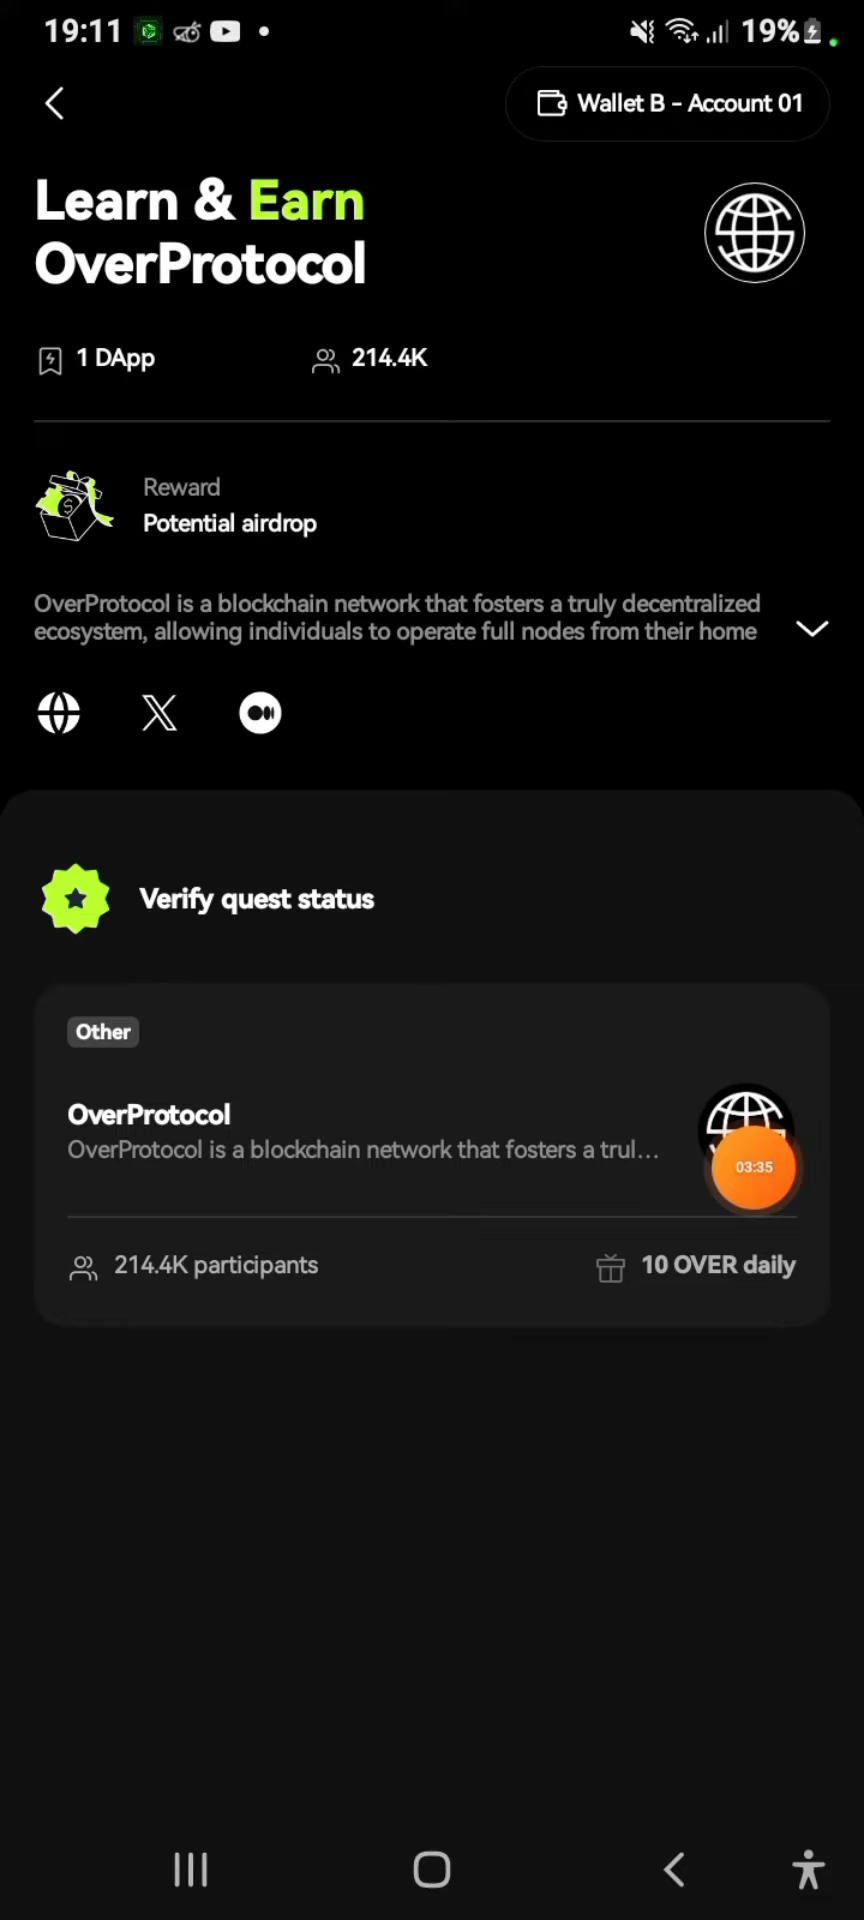 19:11
19%
Wallet B - Account 01
Learn & Earn
OverProtocol
1 DApp
214.4K
Reward
Potential airdrop
OverProtocol is a blockchain network that fosters a truly decentralized
ecosystem, allowing individuals to operate full nodes from their home
Verify quest status
Other
OverProtocol
OverProtocol is a blockchain network that fosters a trul...
03:35
214.4K participants
10 OVER daily